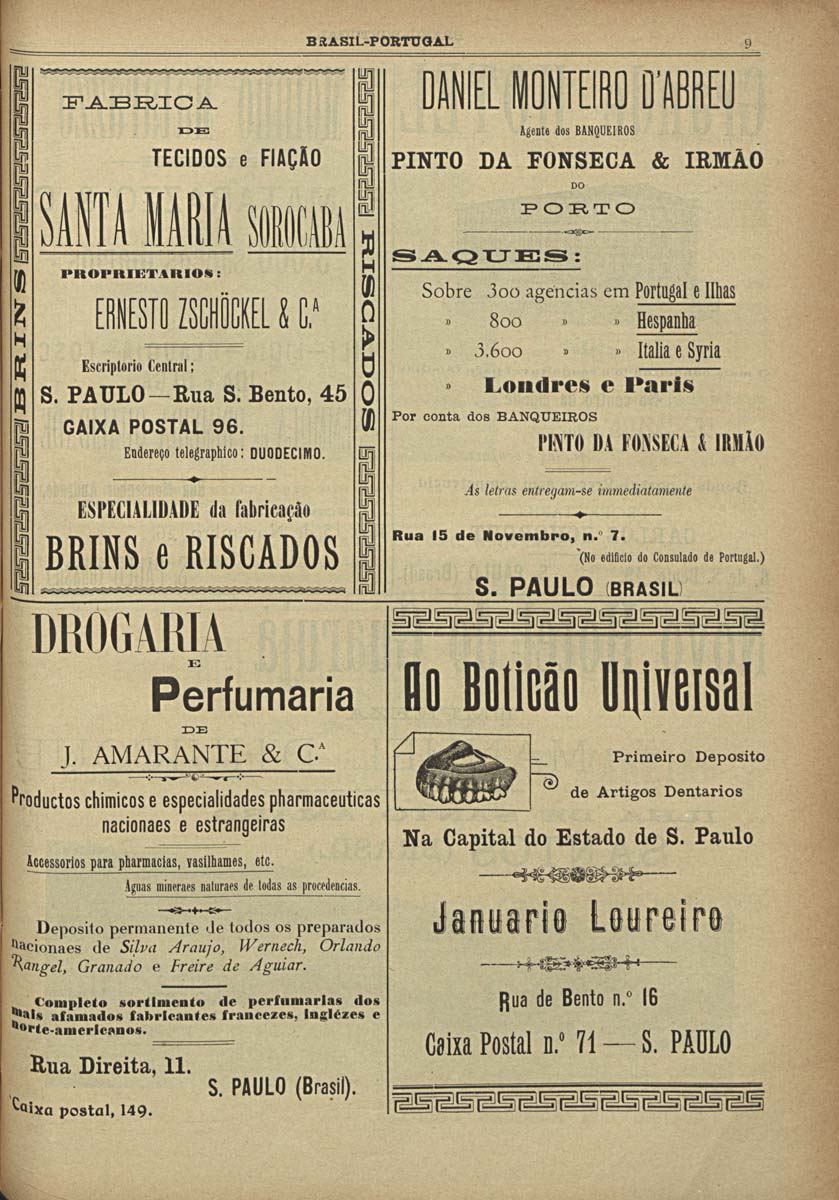 BRASIL-PORTUGAL
9
FABRICA
DE
TECIDOS e FIAÇÃO
SANTA MARIA SOROCABA
PROPRIETARIOS:
ERNESTO ZSCHÖCKEL & C.ᴬ
Escriptorio Central;
S. PAULO — Rua S. Bento, 45
GAIXA POSTAL 96.
Endereço telegraphico: DUODECIMO.
ESPECIALIDADE da fabricação
BRINS e RISCADOS
BRINS
RISCADOS
DANIEL MONTEIRO D'ABREU
Agente dos BANQUEIROS
PINTO DA FONSECA & IRMÃO
DO
PORTO
SAQUES:
Sobre 300 agencias em Portugal e Ilhas
» 800 » » Hespanha
» 3.600 » » Italia e Syria
» Londres e Paris
Por conta dos BANQUEIROS
PINTO DA FONSECA & IRMÃO
As letras entregam-se immediatamente
Rua 15 de Novembro, n.º 7.
(No edificio do Consulado de Portugal.)
S. PAULO (BRASIL)
DROGARIA
E
Perfumaria
DE
J. AMARANTE & C.ᴬ
Productos chimicos e especialidades pharmaceuticas
nacionaes e estrangeiras
Accessorios para pharmacias, vasilhames, etc.
Aguas mineraes naturaes de todas as procedencias.
Deposito permanente de todos os preparados
nacionaes de Silva Araujo, Wernech, Orlando
Rangel, Granado e Freire de Aguiar.
Completo sortimento de perfumarias dos
mais afamados fabricantes francezes, inglézes e
norte-americanos.
Rua Direita, 11.
S. PAULO (Brasil).
Caixa postal, 149.
Ao Boticão Universal
Primeiro Deposito
de Artigos Dentarios
Na Capital do Estado de S. Paulo
Januario Loureiro
Rua de Bento n.º 16
Caixa Postal n.º 71 — S. PAULO